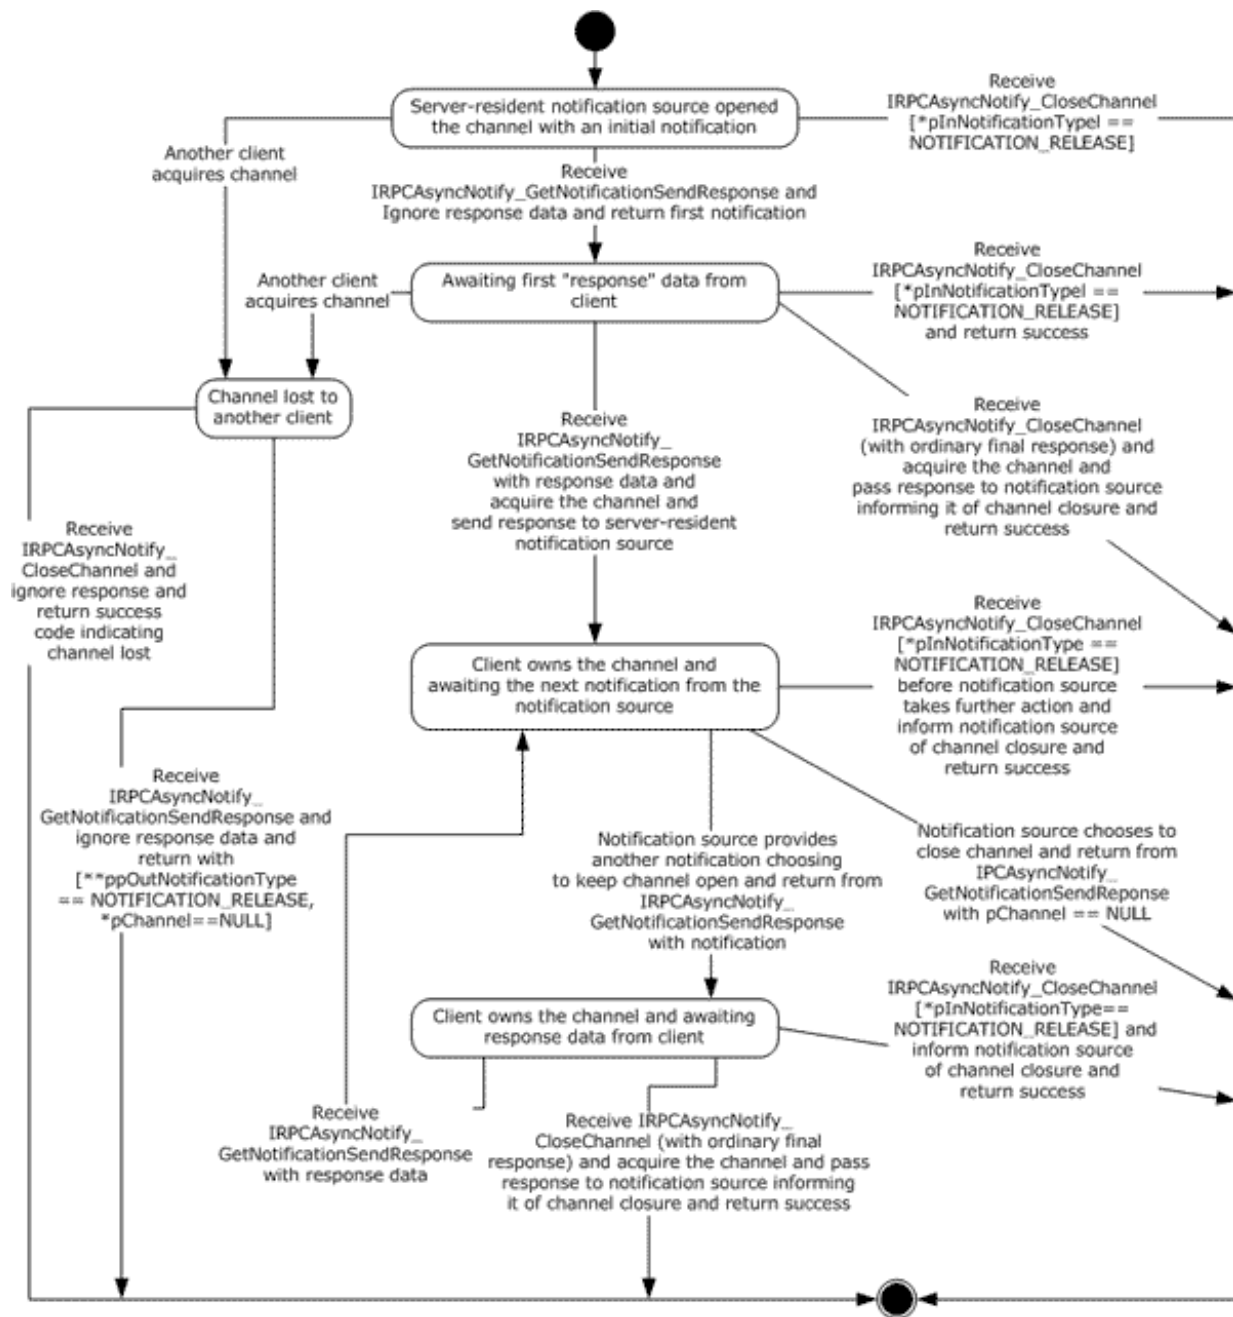 Server-resident notification source opened
the channel with an initial notification
Receive
IRPCAsyncNotify_CloseChannel
[*pInNotificationTypeI ==
NOTIFICATION_RELEASE]
Another client
acquires channel
Receive
IRPCAsyncNotify_GetNotificationSendResponse and
Ignore response data and return first notification
Awaiting first "response" data from
client
Another client
acquires channel
Receive
IRPCAsyncNotify_CloseChannel
[*pInNotificationTypeI ==
NOTIFICATION_RELEASE]
and return success
Channel lost to
another client
Receive
IRPCAsyncNotify_
GetNotificationSendResponse
with response data and
acquire the channel and
send response to server-resident
notification source
Receive
IRPCAsyncNotify_CloseChannel
(with ordinary final response) and
acquire the channel and
pass response to notification source
informing it of channel closure and
return success
Receive
IRPCAsyncNotify_
CloseChannel and
ignore response and
return success
code indicating
channel lost
Client owns the channel and
awaiting the next notification from the
notification source
Receive
IRPCAsyncNotify_CloseChannel
[*pInNotificationType ==
NOTIFICATION_RELEASE]
before notification source
takes further action and
inform notification source
of channel closure and
return success
Receive
IRPCAsyncNotify_
GetNotificationSendResponse and
ignore response data and
return with
[**ppOutNotificationType
== NOTIFICATION_RELEASE,
*pChannel==NULL]
Notification source provides
another notification choosing
to keep channel open and return from
IRPCAsyncNotify_
GetNotificationSendResponse
with notification
Notification source chooses to
close channel and return from
IPCAsyncNotify_
GetNotificationSendReponse
with pChannel == NULL
Client owns the channel and awaiting
response data from client
Receive
IRPCAsyncNotify_CloseChannel
[*pInNotificationType==
NOTIFICATION_RELEASE] and
inform notification source
of channel closure and
return success
Receive
IRPCAsyncNotify_
GetNotificationSendResponse
with response data
Receive IRPCAsyncNotify_
CloseChannel (with ordinary final
response) and acquire the channel and pass
response to notification source informing
it of channel closure and return success